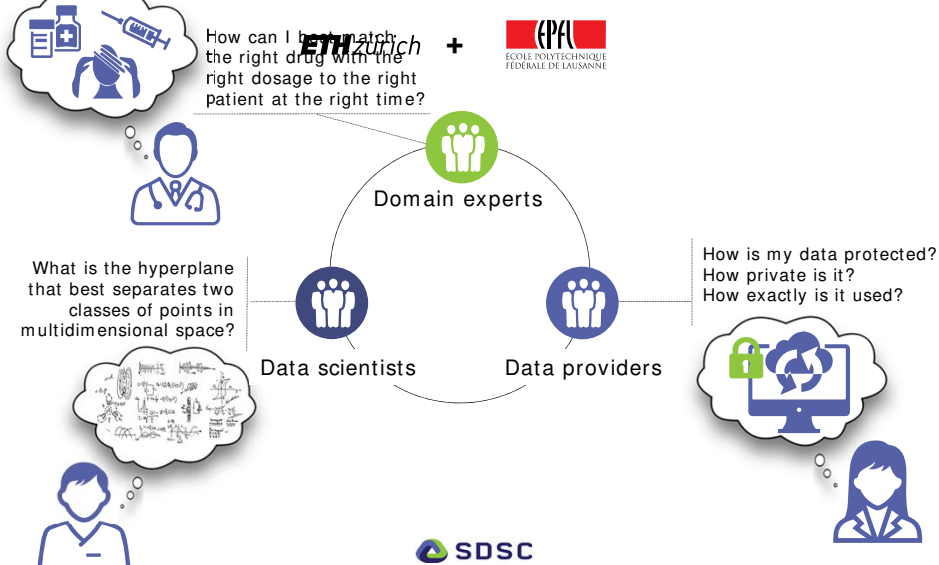 How can I best match
the right drug with the
right dosage to the right
patient at the right time?
ETH zürich
+
EPFL
ÉCOLE POLYTECHNIQUE
FÉDÉRALE DE LAUSANNE
Domain experts
What is the hyperplane
that best separates two
classes of points in
multidimensional space?
How is my data protected?
How private is it?
How exactly is it used?
Data scientists
Data providers
SDSC